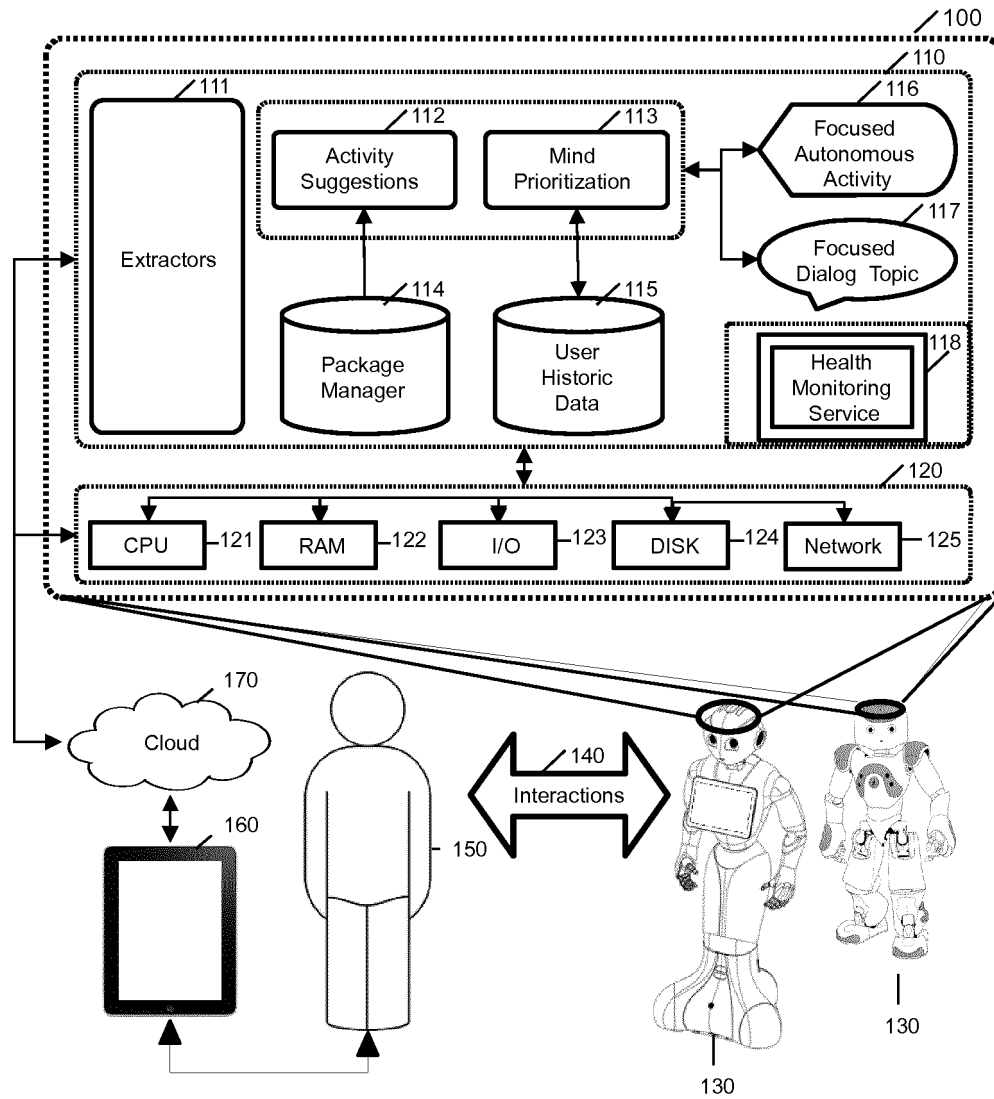 100
110
111
112
113
116
Activity
Suggestions
Mind
Prioritization
Focused
Autonomous
Activity
117
Extractors
Focused
Dialog Topic
114
115
118
Package
Manager
User
Historic
Data
Health
Monitoring
Service
120
CPU
121
RAM
122
I/O
123
DISK
124
Network
125
170
Cloud
140
Interactions
160
150
130
130